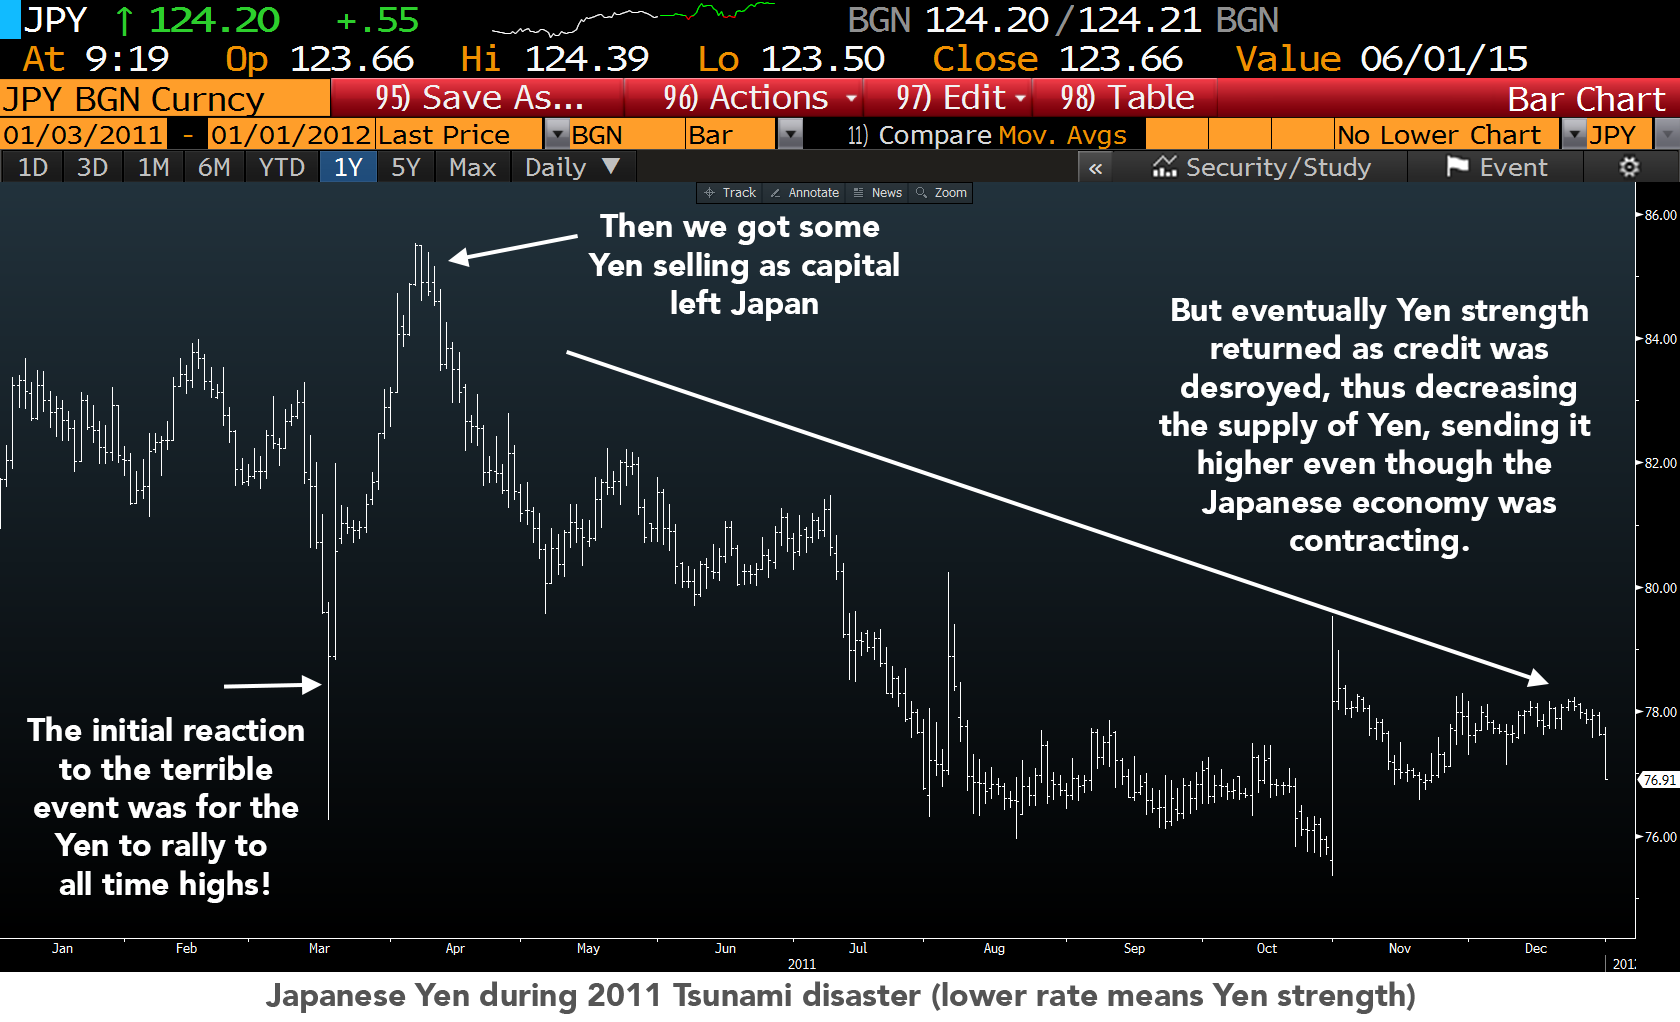 JPY ↑ 124.20 +.55 BGN 124.20/124.21 BGN
At 9:19 Op 123.66 Hi 124.39 Lo 123.50 Close 123.66 Value 06/01/15
JPY BGN Curncy 95) Save As... 96) Actions 97) Edit 98) Table Bar Chart
01/03/2011 - 01/01/2012 Last Price BGN Bar 11) Compare Mov. Avgs No Lower Chart JPY
1D 3D 1M 6M YTD 1Y 5Y Max Daily ▼ « Security/Study Event
Track Annotate News Zoom
Then we got some
Yen selling as capital
left Japan
But eventually Yen strength
returned as credit was
desroyed, thus decreasing
the supply of Yen, sending it
higher even though the
Japanese economy was
contracting.
The initial reaction
to the terrible
event was for the
Yen to rally to
all time highs!
86.00
84.00
82.00
80.00
78.00
76.91
76.00
Jan Feb Mar Apr May Jun Jul Aug Sep Oct Nov Dec
2011
Japanese Yen during 2011 Tsunami disaster (lower rate means Yen strength)